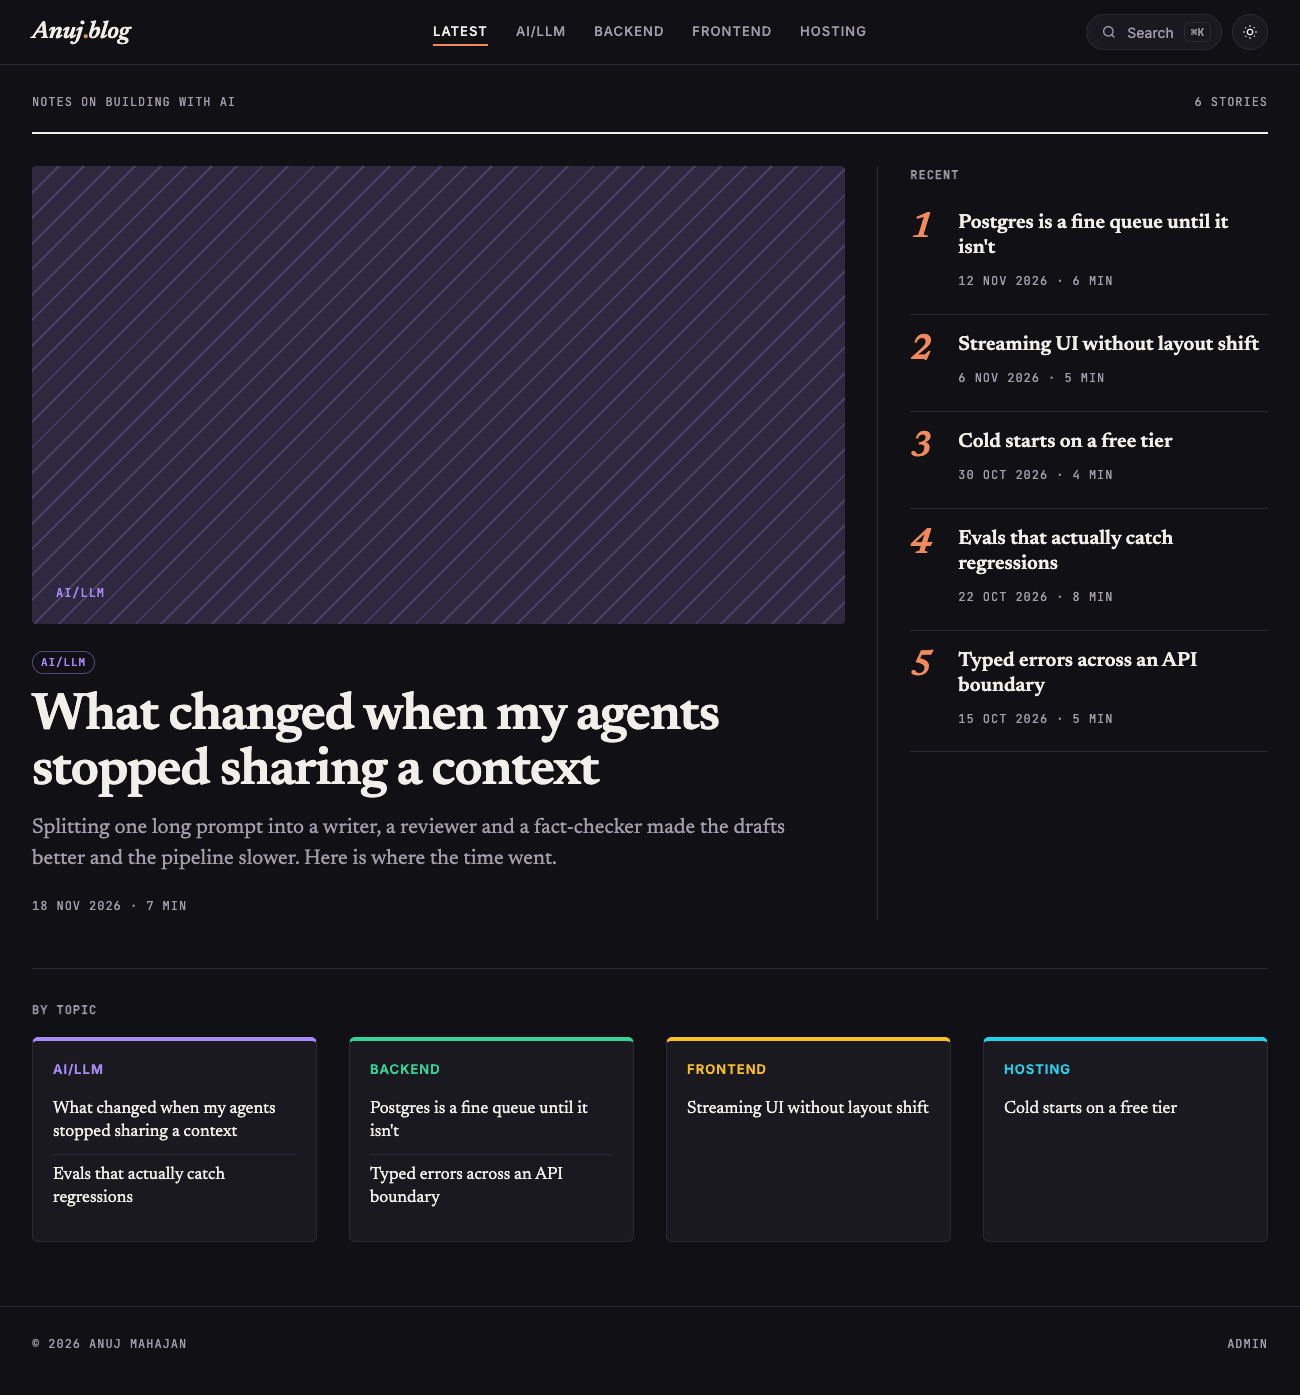 Anuj.blog
LATEST
AI/LLM
BACKEND
FRONTEND
HOSTING
Search ⌘K
NOTES ON BUILDING WITH AI
6 STORIES
AI/LLM
AI/LLM
What changed when my agents
stopped sharing a context
Splitting one long prompt into a writer, a reviewer and a fact-checker made the drafts
better and the pipeline slower. Here is where the time went.
18 NOV 2026 · 7 MIN
RECENT
1
Postgres is a fine queue until it
isn't
12 NOV 2026 · 6 MIN
2
Streaming UI without layout shift
6 NOV 2026 · 5 MIN
3
Cold starts on a free tier
30 OCT 2026 · 4 MIN
4
Evals that actually catch
regressions
22 OCT 2026 · 8 MIN
5
Typed errors across an API
boundary
15 OCT 2026 · 5 MIN
BY TOPIC
AI/LLM
What changed when my agents
stopped sharing a context
Evals that actually catch
regressions
BACKEND
Postgres is a fine queue until it
isn't
Typed errors across an API
boundary
FRONTEND
Streaming UI without layout shift
HOSTING
Cold starts on a free tier
© 2026 ANUJ MAHAJAN
ADMIN